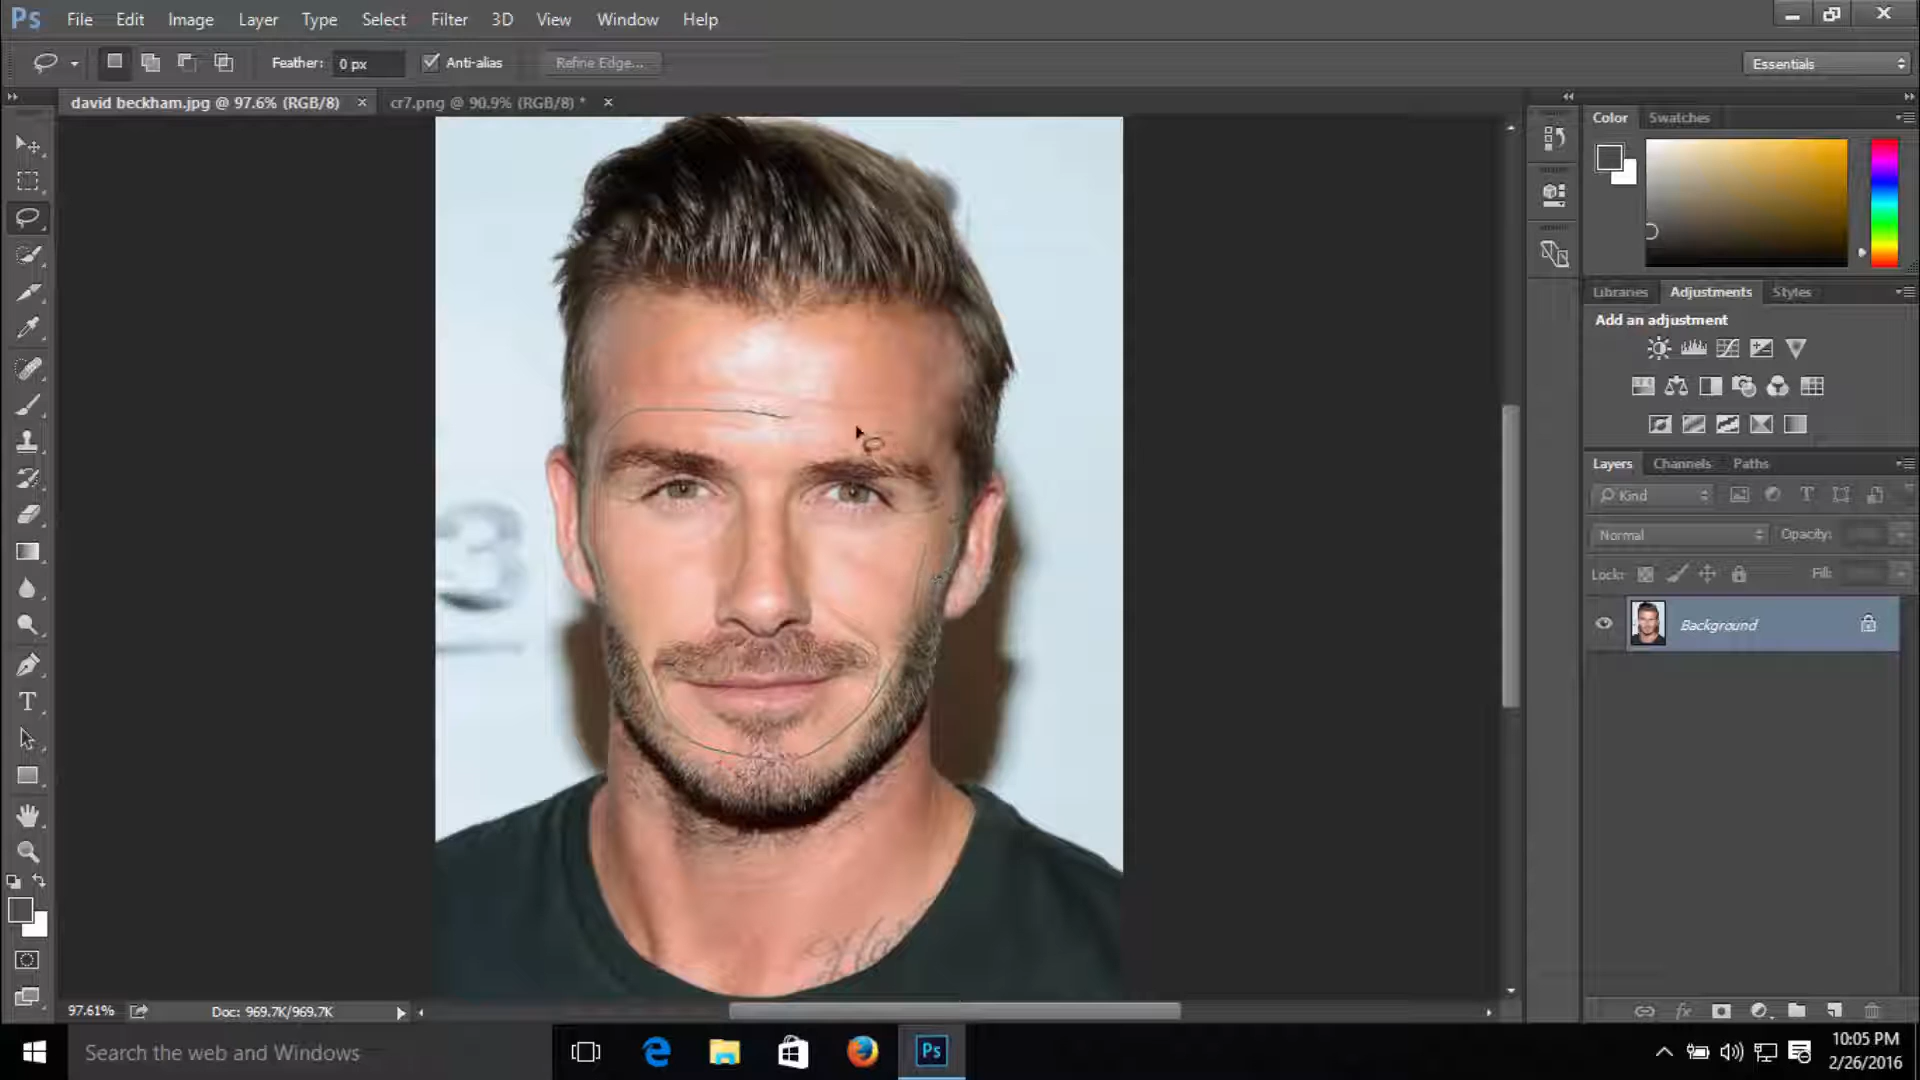 Ps File Edit Image Layer Type Select Filter 3D View Window Help
Feather: 0 px Anti-alias Refine Edge... Essentials
david beckham.jpg @ 97.6% (RGB/8) × cr7.png @ 90.9% (RGB/8) * ×
Color Swatches
Libraries Adjustments Styles
Add an adjustment
Layers Channels Paths
Kind
Normal Opacity:
Lock: Fill:
Background
3
T
97.61% Doc: 969.7K/969.7K
Search the web and Windows
Ps
10:05 PM
2/26/2016